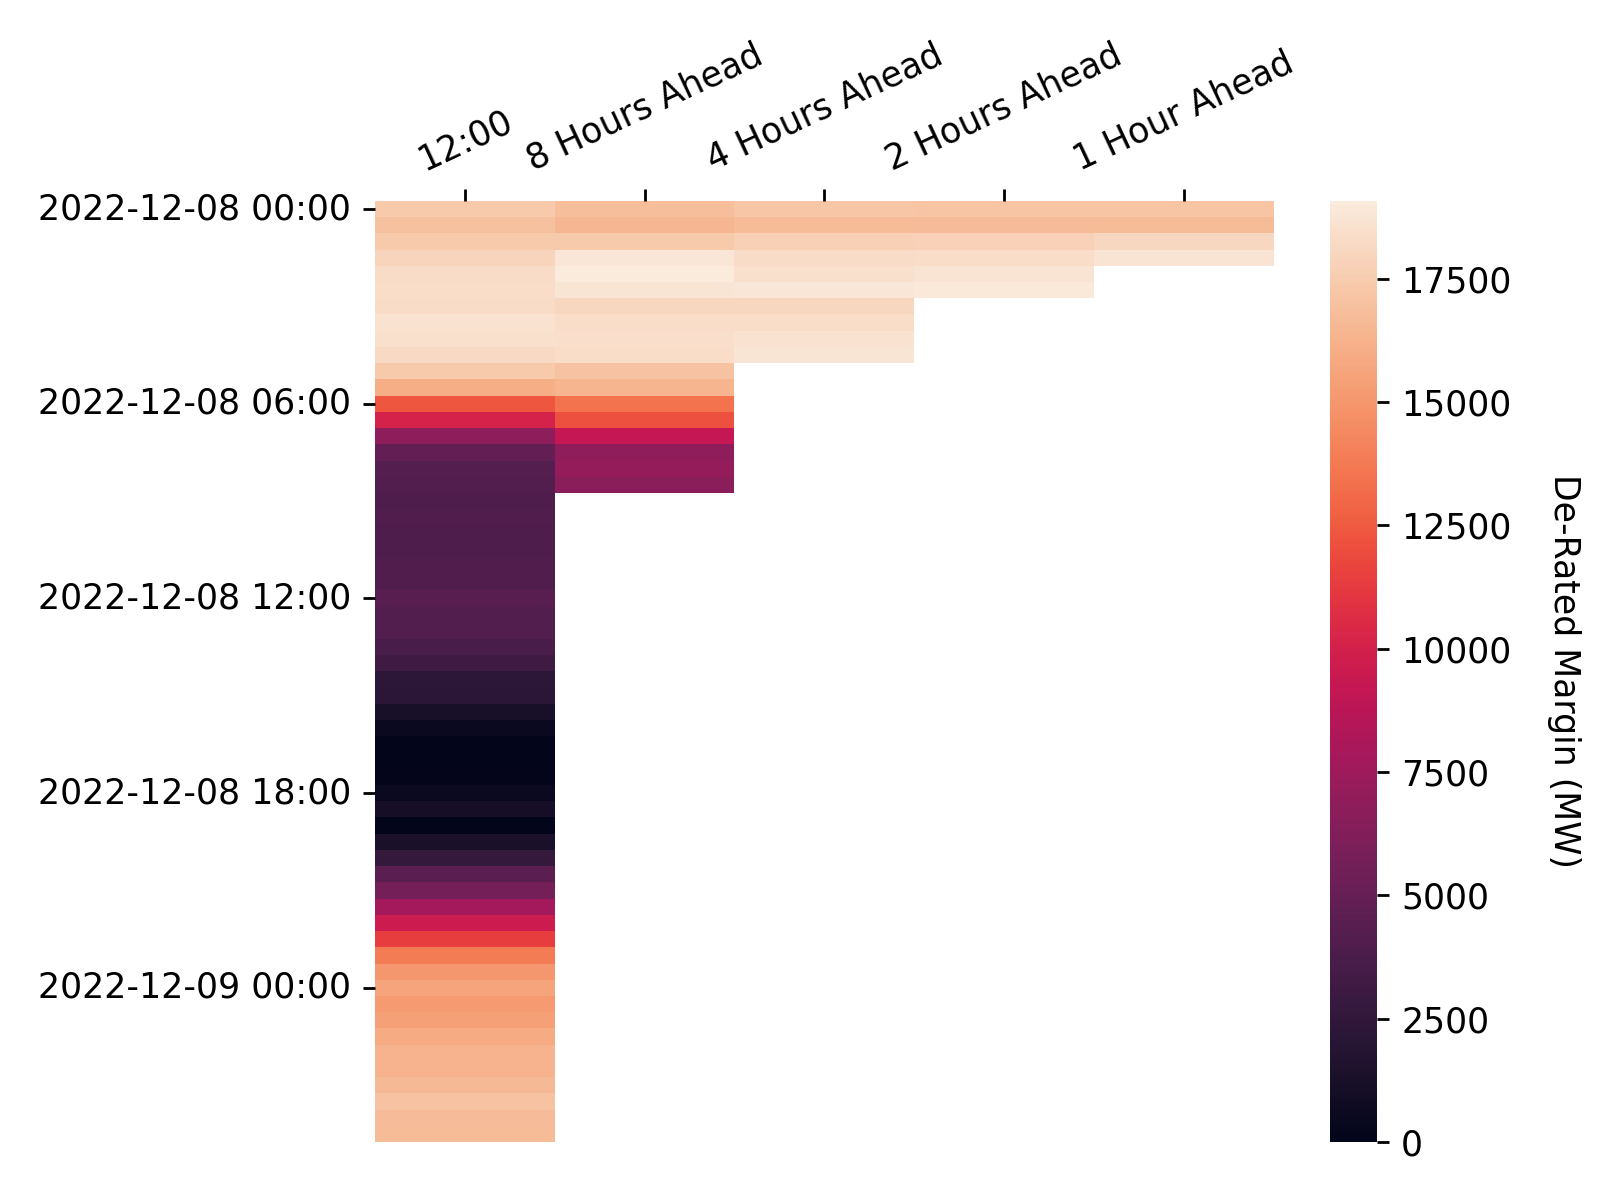 12:00
8 Hours Ahead
4 Hours Ahead
2 Hours Ahead
1 Hour Ahead
2022-12-08 00:00
2022-12-08 06:00
2022-12-08 12:00
2022-12-08 18:00
2022-12-09 00:00
17500
15000
12500
10000
7500
5000
2500
0
De-Rated Margin (MW)